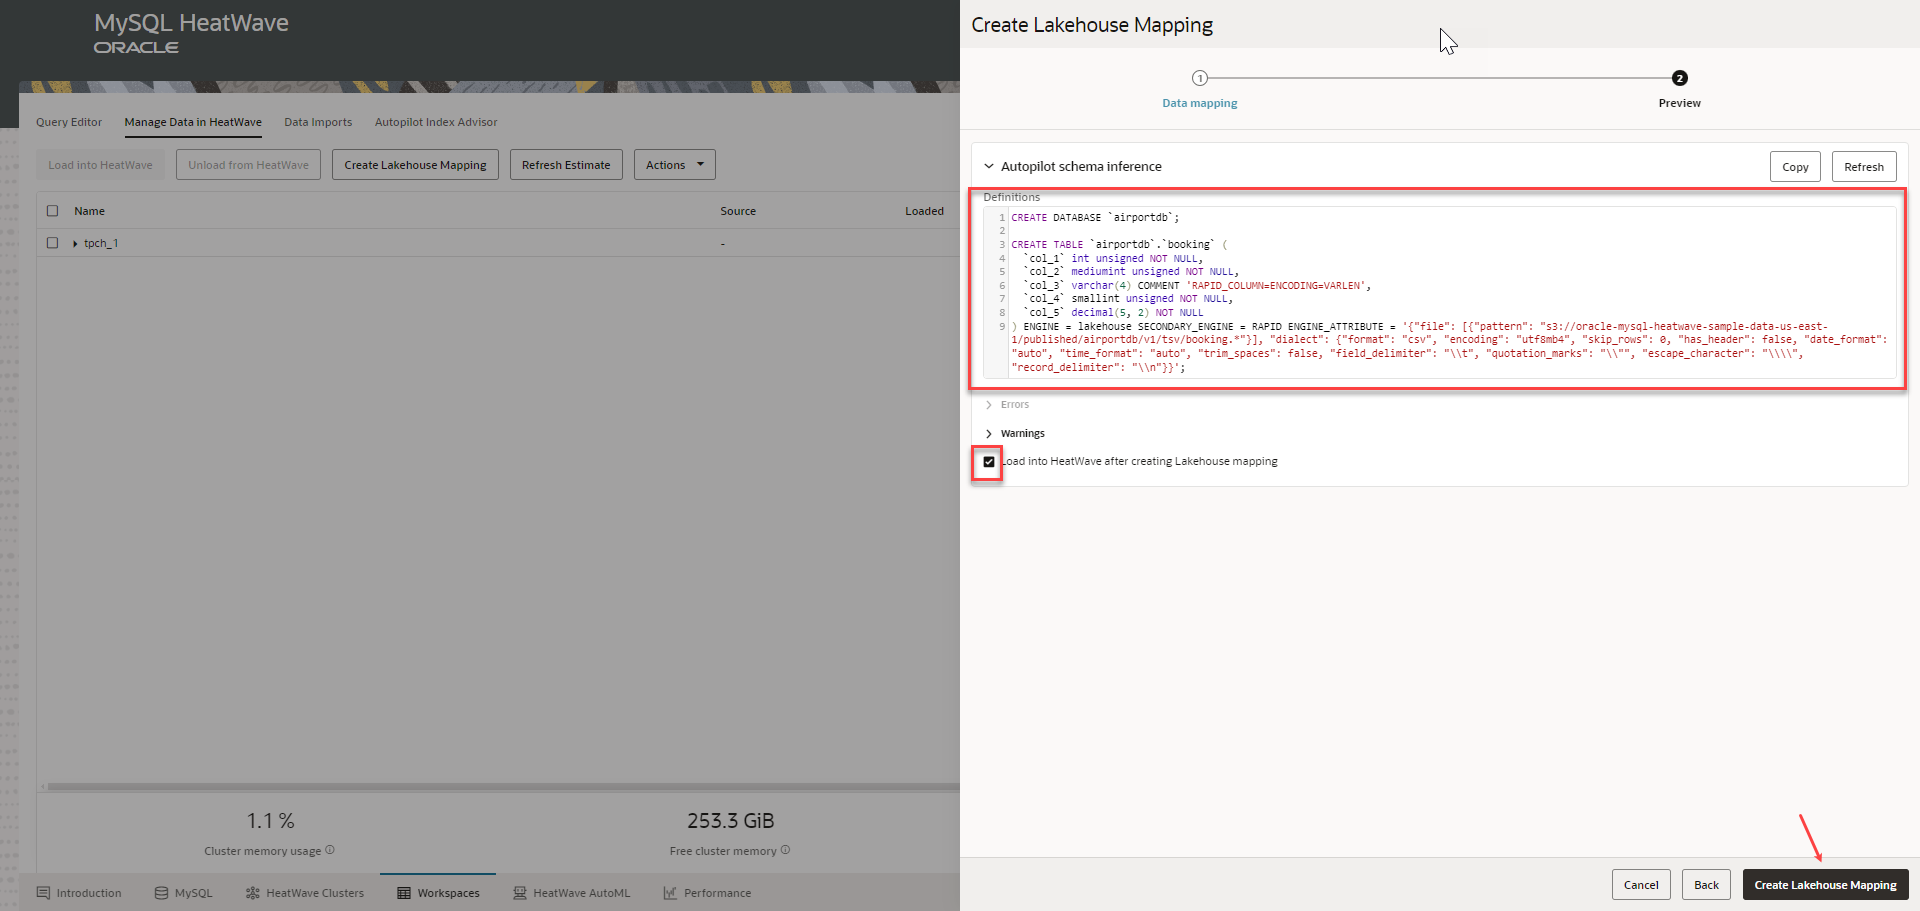 MySQL HeatWave
ORACLE
Query Editor
Manage Data in HeatWave
Data Imports
Autopilot Index Advisor
Load into HeatWave
Unload from HeatWave
Create Lakehouse Mapping
Refresh Estimate
Actions
Name
Source
Loaded
tpch_1
-
1.1 %
Cluster memory usage
253.3 GiB
Free cluster memory
Introduction
MySQL
HeatWave Clusters
Workspaces
HeatWave AutoML
Performance
Create Lakehouse Mapping
1
2
Data mapping
Preview
Autopilot schema inference
Copy
Refresh
Definitions
1 CREATE DATABASE `airportdb`;
2
3 CREATE TABLE `airportdb`.`booking` (
4 `col_1` int unsigned NOT NULL,
5 `col_2` mediumint unsigned NOT NULL,
6 `col_3` varchar(4) COMMENT 'RAPID_COLUMN=ENCODING=VARLEN',
7 `col_4` smallint unsigned NOT NULL,
8 `col_5` decimal(5, 2) NOT NULL
9 ) ENGINE = lakehouse SECONDARY_ENGINE = RAPID ENGINE_ATTRIBUTE = '{"file": [{"pattern": "s3://oracle-mysql-heatwave-sample-data-us-east-
1/published/airportdb/v1/tsv/booking.*"}], "dialect": {"format": "csv", "encoding": "utf8mb4", "skip_rows": 0, "has_header": false, "date_format":
"auto", "time_format": "auto", "trim_spaces": false, "field_delimiter": "\\t", "quotation_marks": "\\"", "escape_character": "\\\\",
"record_delimiter": "\\n"}}';
Errors
Warnings
Load into HeatWave after creating Lakehouse mapping
Cancel
Back
Create Lakehouse Mapping